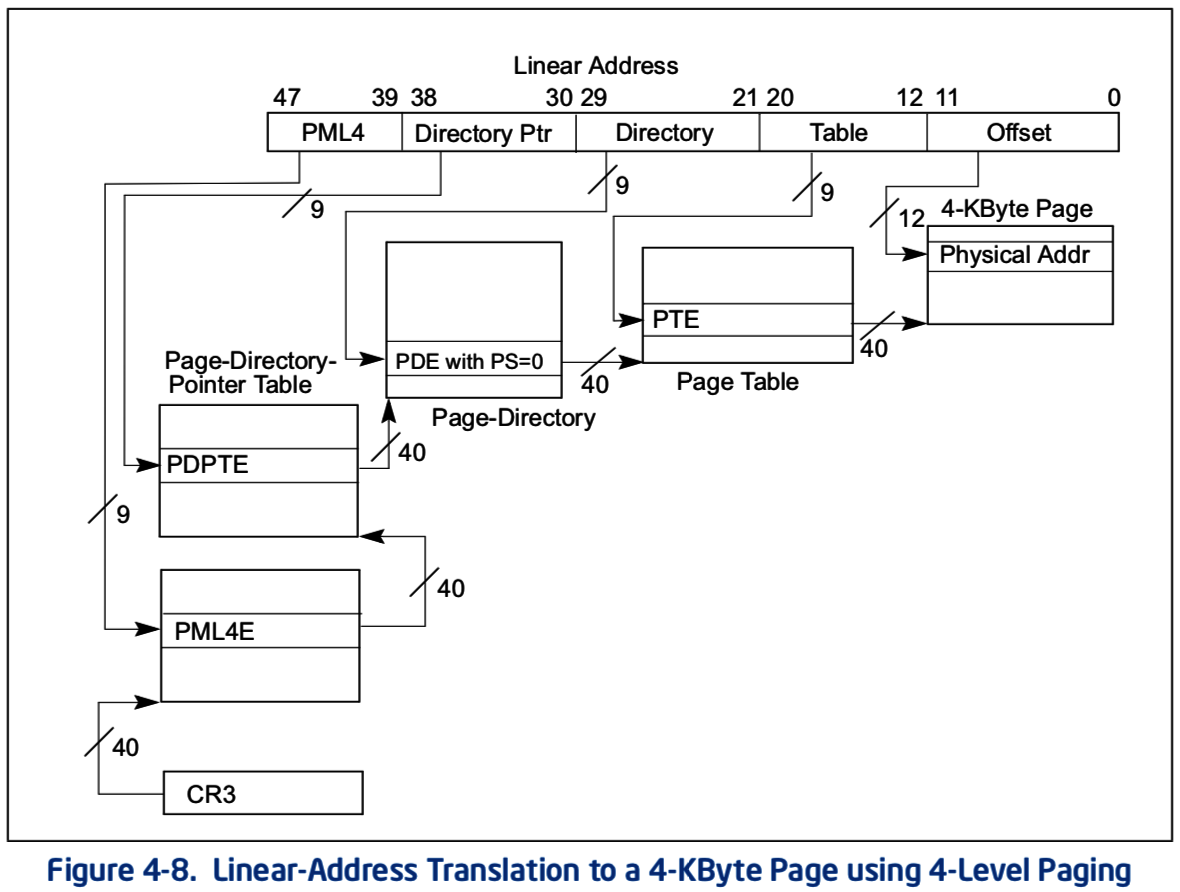 Linear Address
47 39 38 30 29 21 20 12 11 0
PML4 Directory Ptr Directory Table Offset
9 9 9 12 4-KByte Page
Physical Addr
PTE
40
PDE with PS=0
40
Page Table
Page-Directory-
Pointer Table
Page-Directory
40
PDPTE
9
40
PML4E
40
CR3
Figure 4-8. Linear-Address Translation to a 4-KByte Page using 4-Level Paging